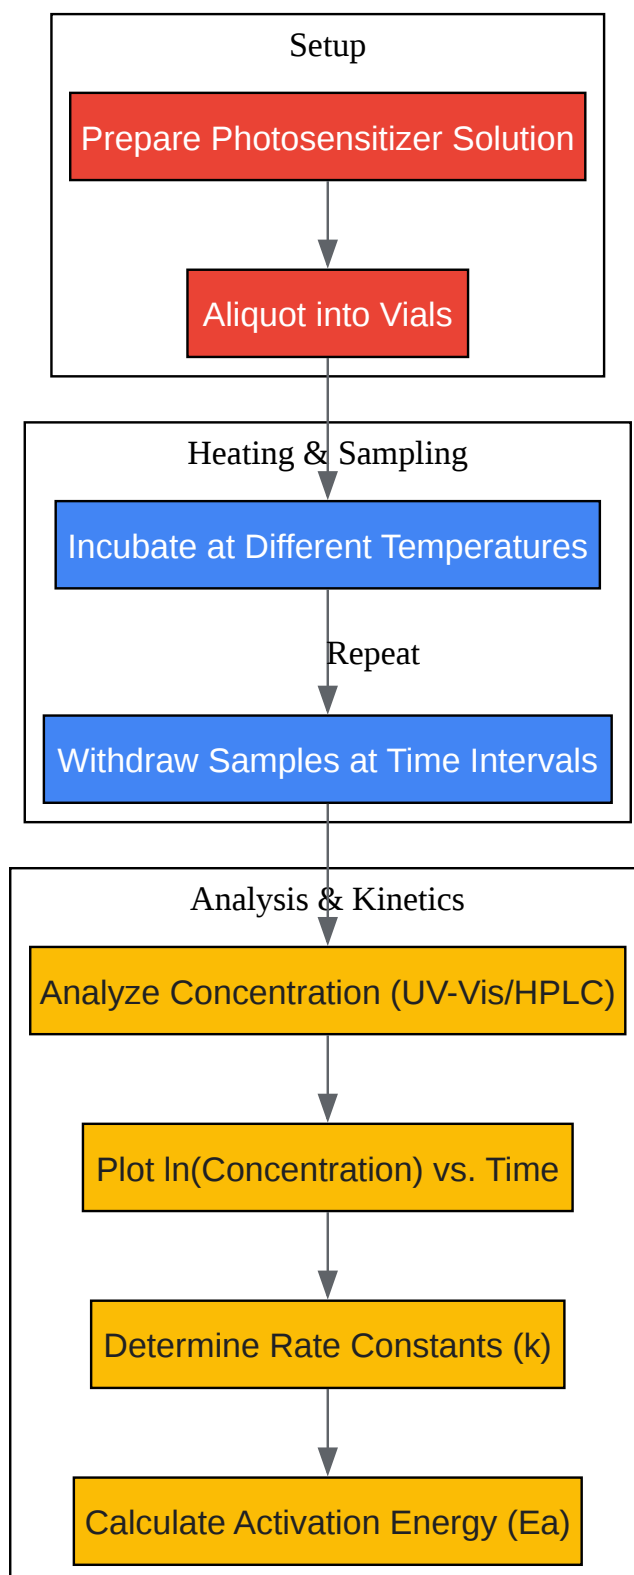 Setup
Prepare Photosensitizer Solution
Aliquot into Vials
Heating & Sampling
Incubate at Different Temperatures
Repeat
Withdraw Samples at Time Intervals
Analysis & Kinetics
Analyze Concentration (UV-Vis/HPLC)
Plot ln(Concentration) vs. Time
Determine Rate Constants (k)
Calculate Activation Energy (Ea)